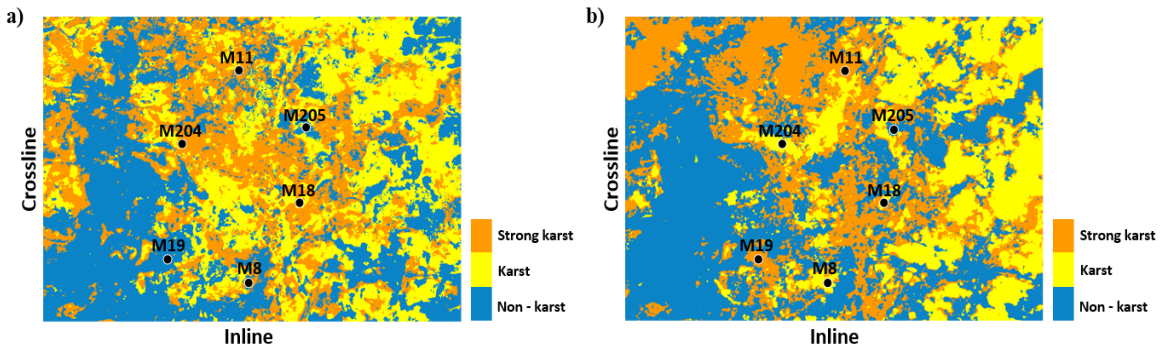 a)
M11
M205
M204
M18
M19
M8
Crossline
Inline
Strong karst
Karst
Non - karst
b)
M11
M205
M204
M18
M19
M8
Crossline
Inline
Strong karst
Karst
Non - karst